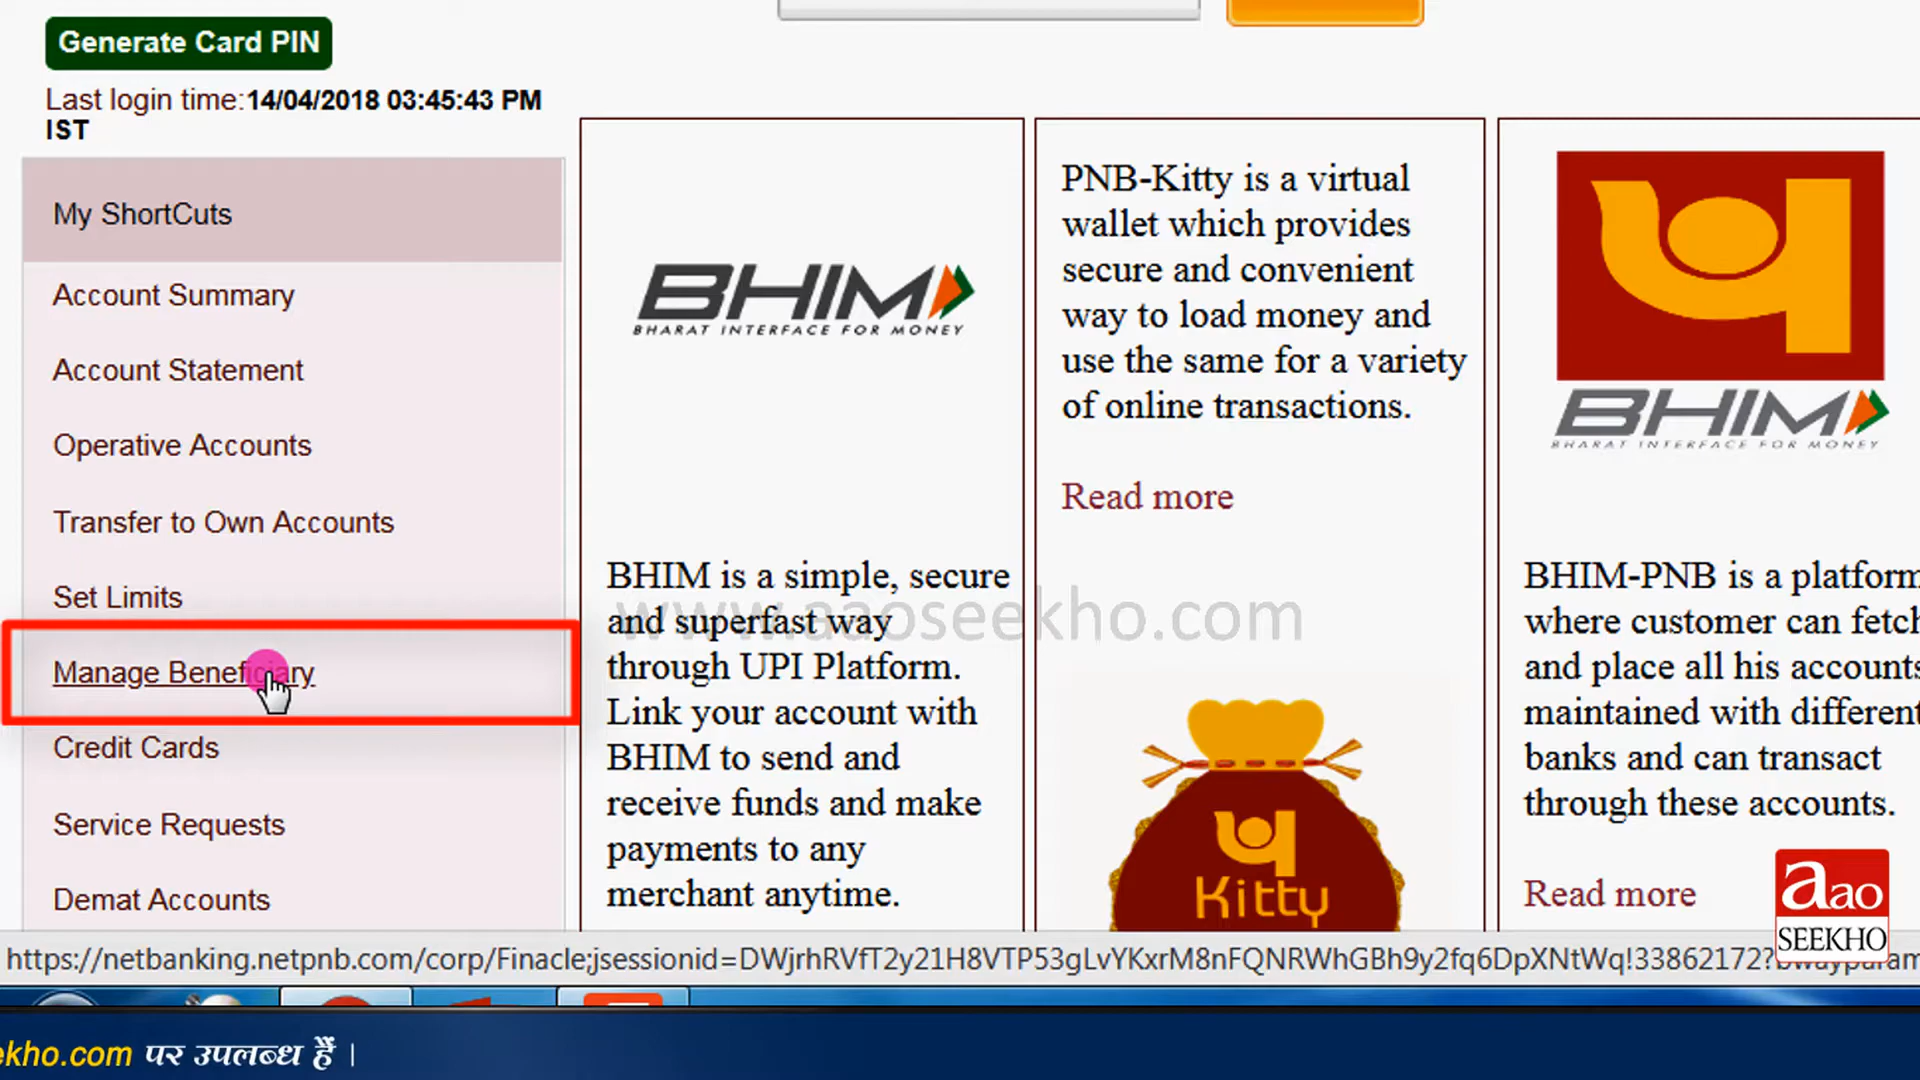 Generate Card PIN
Last login time:14/04/2018 03:45:43 PM
IST
My ShortCuts
Account Summary
Account Statement
Operative Accounts
Transfer to Own Accounts
Set Limits
Manage Beneficiary
Credit Cards
Service Requests
Demat Accounts
BHIM
BHARAT INTERFACE FOR MONEY
BHIM is a simple, secure
and superfast way
through UPI Platform.
Link your account with
BHIM to send and
receive funds and make
payments to any
merchant anytime.
PNB-Kitty is a virtual
wallet which provides
secure and convenient
way to load money and
use the same for a variety
of online transactions.
Read more
Kitty
BHIM
BHARAT INTERFACE FOR MONEY
BHIM-PNB is a platform
where customer can fetch
and place all his accounts
maintained with different
banks and can transact
through these accounts.
Read more
www.aaoseekho.com
aao
SEEKHO
https://netbanking.netpnb.com/corp/Finacle;jsessionid=DWjrhRVfT2y21H8VTP53gLvYKxrM8nFQNRWhGBh9y2fq6DpXNtWq!33862172?bwayparam
ekho.com पर उपलब्ध हैं |